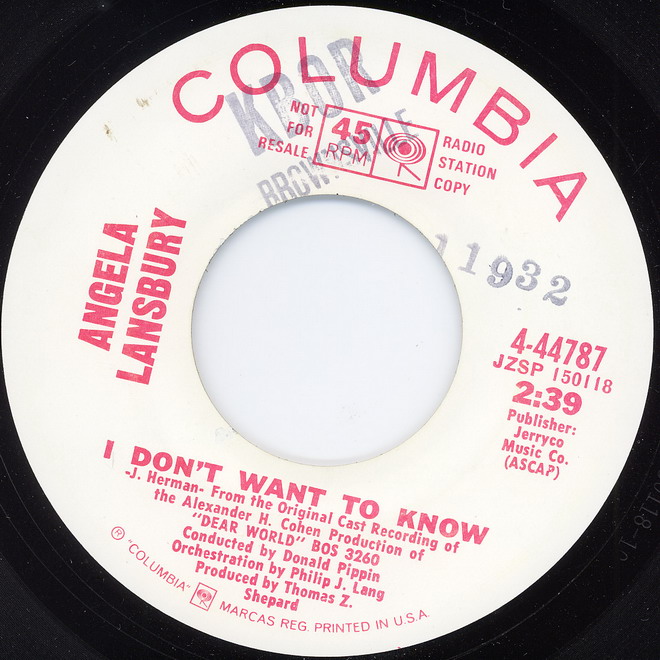 COLUMBIA
KBOR
BROWNSVILLE
NOT
FOR
RESALE
45
RPM
RADIO
STATION
COPY
ANGELA
LANSBURY
11932
4-44787
JZSP 150118
2:39
Publisher:
Jerryco
Music Co.
(ASCAP)
I DON'T WANT TO KNOW
-J. Herman- From the Original Cast Recording of
the Alexander H. Cohen Production of
"DEAR WORLD" BOS 3260
Conducted by Donald Pippin
Orchestration by Philip J. Lang
Produced by Thomas Z.
Shepard
Ⓟ "COLUMBIA" MARCAS REG. PRINTED IN U.S.A.